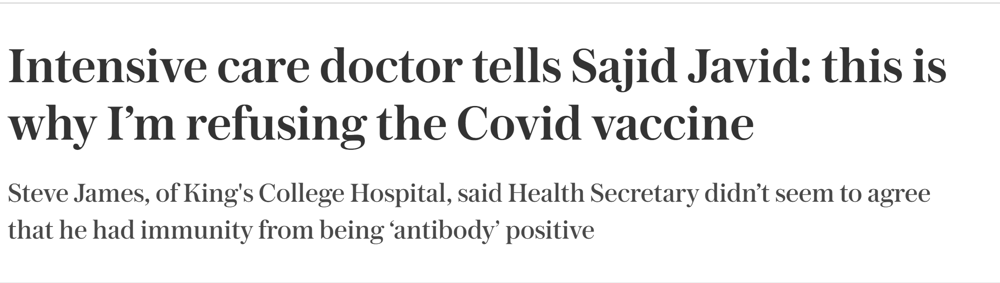 Intensive care doctor tells Sajid Javid: this is
why I’m refusing the Covid vaccine
Steve James, of King's College Hospital, said Health Secretary didn’t seem to agree
that he had immunity from being ‘antibody’ positive